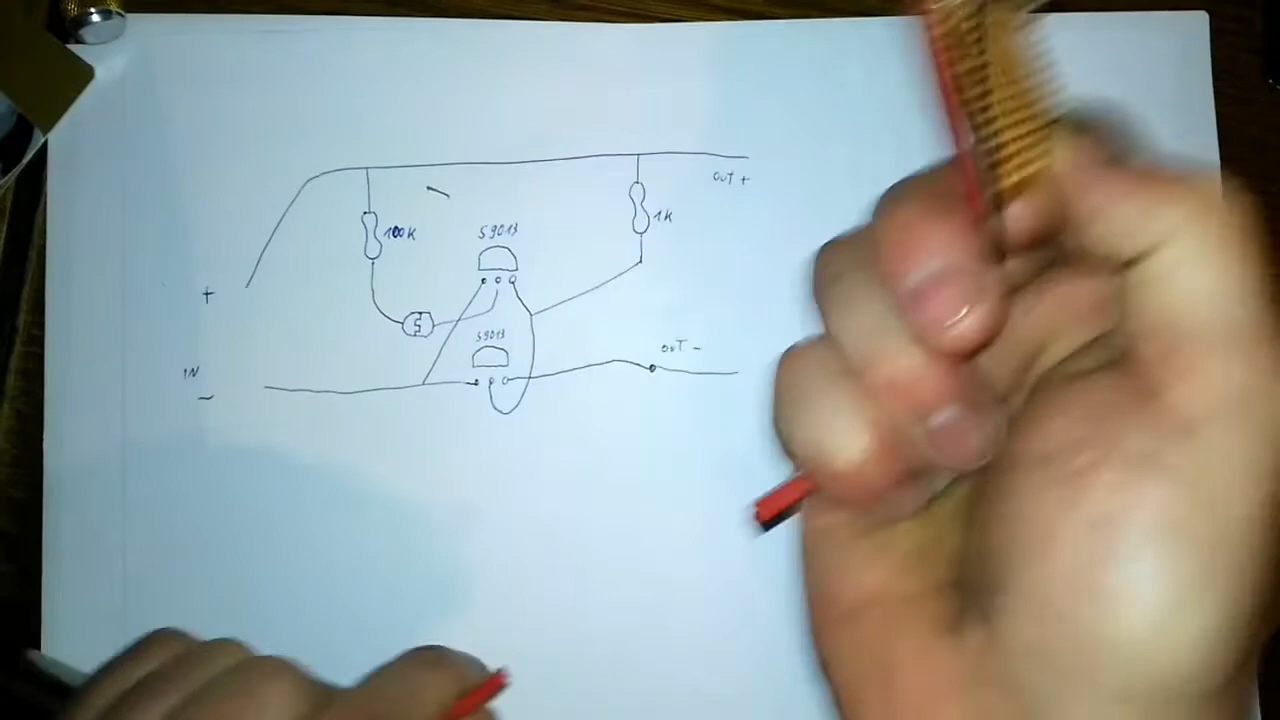 OUT +
100K
1K
S9013
+
S9013
OUT -
IN
-